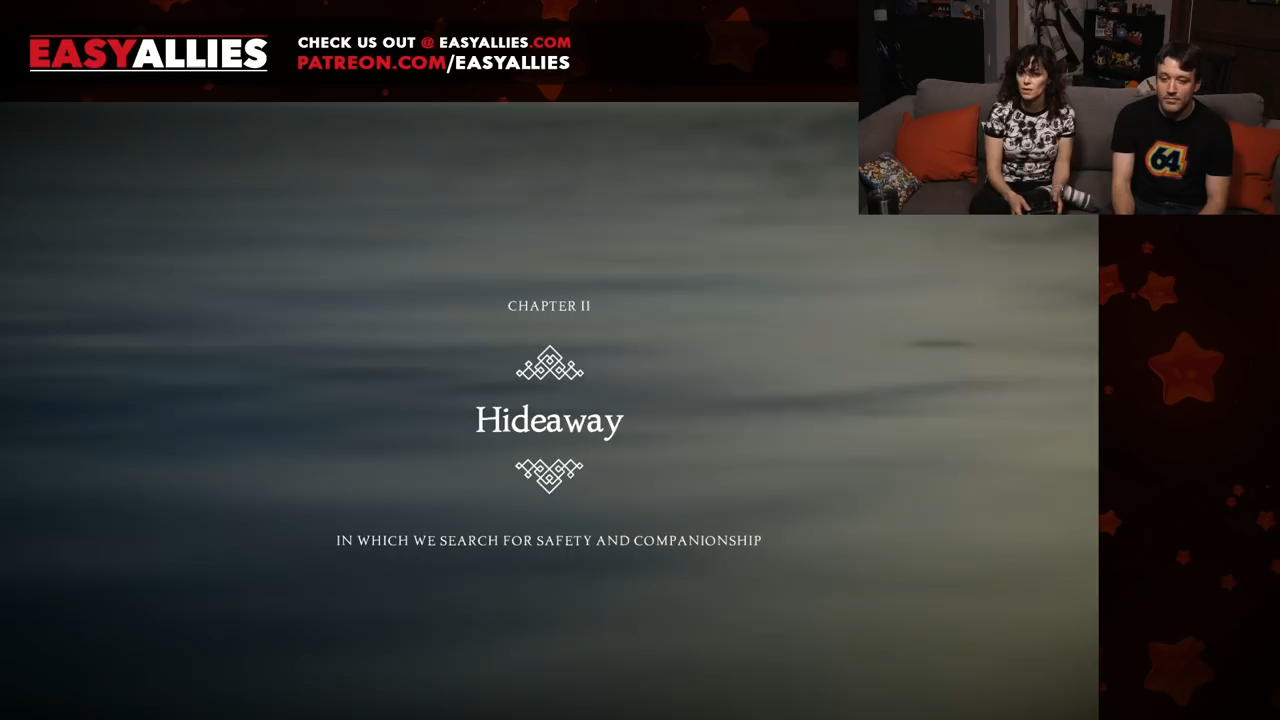 EASYALLIES
CHECK US OUT @ EASYALLIES.COM
PATREON.COM/EASYALLIES
64
CHAPTER II
Hideaway
IN WHICH WE SEARCH FOR SAFETY AND COMPANIONSHIP